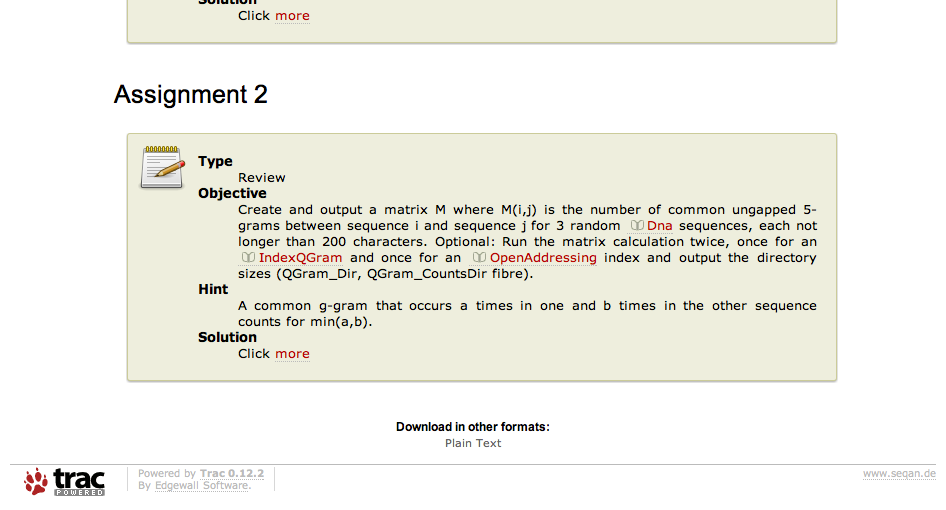 Solution
Click more
Assignment 2
Type
Review
Objective
Create and output a matrix M where M(i,j) is the number of common ungapped 5-
grams between sequence i and sequence j for 3 random Dna sequences, each not
longer than 200 characters. Optional: Run the matrix calculation twice, once for an
IndexQGram and once for an OpenAddressing index and output the directory
sizes (QGram_Dir, QGram_CountsDir fibre).
Hint
A common g-gram that occurs a times in one and b times in the other sequence
counts for min(a,b).
Solution
Click more
Download in other formats:
Plain Text
trac
POWERED
Powered by Trac 0.12.2
By Edgewall Software.
www.seqan.de